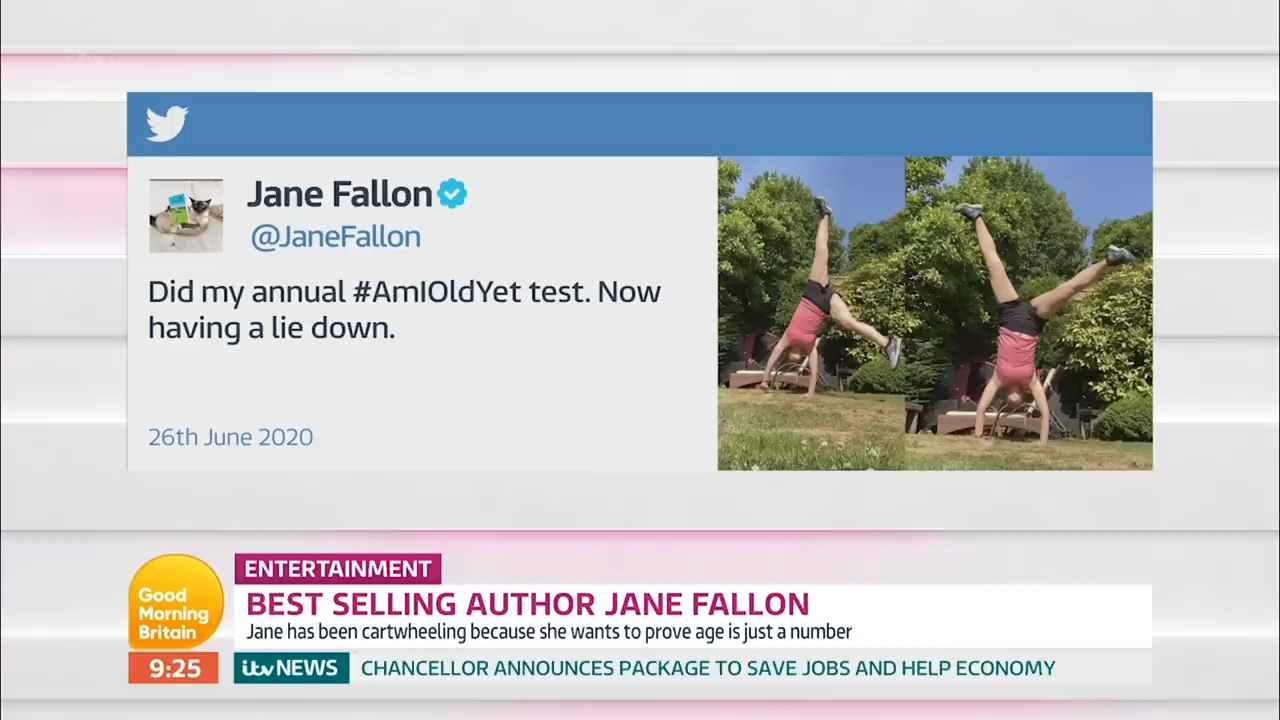 Jane Fallon
@JaneFallon
Did my annual #AmIOldYet test. Now
having a lie down.
26th June 2020
ENTERTAINMENT
Good
Morning
Britain
BEST SELLING AUTHOR JANE FALLON
Jane has been cartwheeling because she wants to prove age is just a number
9:25
itv NEWS
CHANCELLOR ANNOUNCES PACKAGE TO SAVE JOBS AND HELP ECONOMY